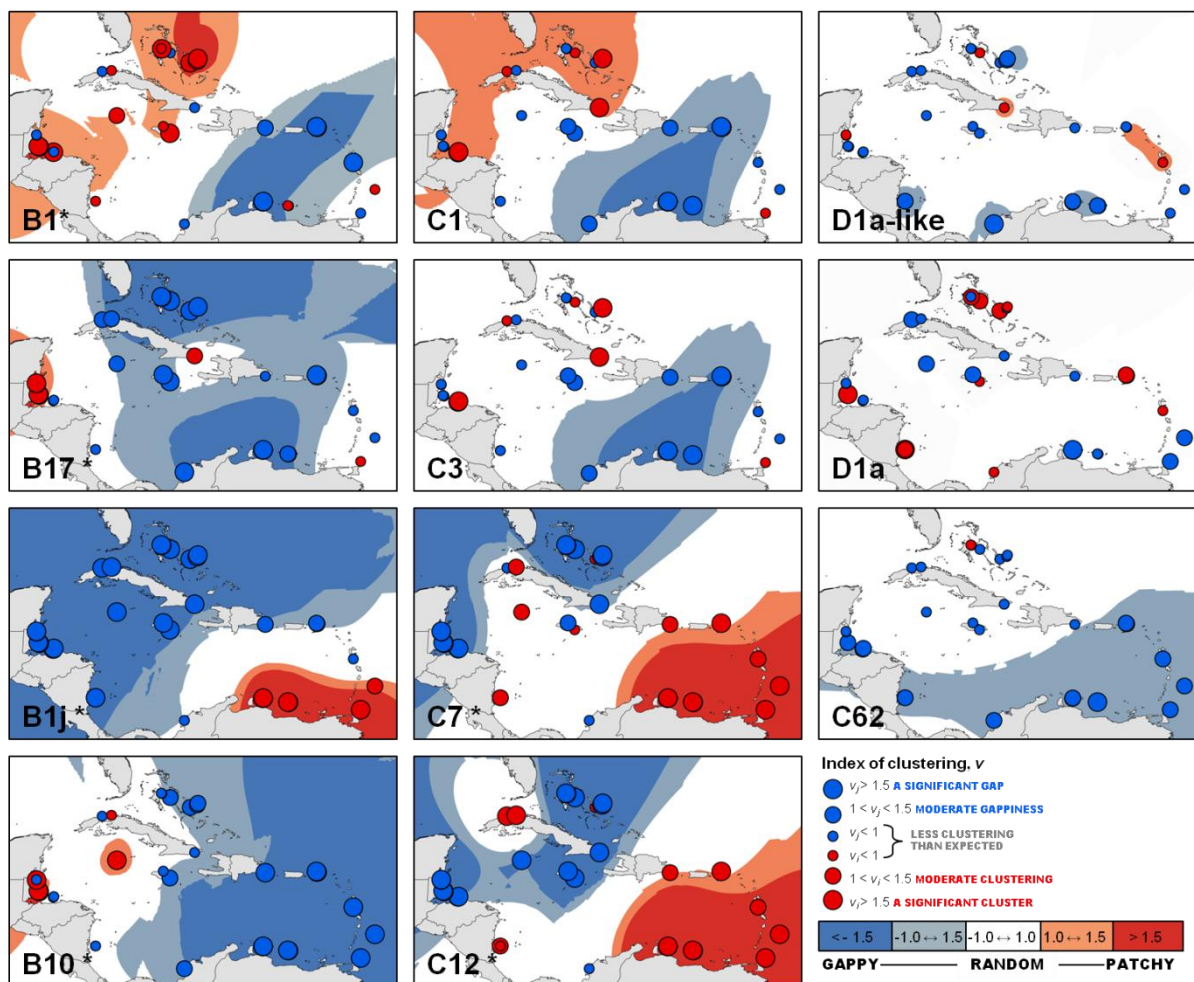 B1*
C1
D1a-like
B17 *
C3
D1a
B1j *
C7 *
C62
B10 *
C12 *
Index of clustering, v
vj > 1.5 A SIGNIFICANT GAP
1 < vj < 1.5 MODERATE GAPPINESS
vj < 1
vi < 1
LESS CLUSTERING
THAN EXPECTED
1 < vi < 1.5 MODERATE CLUSTERING
vi > 1.5 A SIGNIFICANT CLUSTER
<- 1.5 -1.0 ↔ 1.5 -1.0 ↔ 1.0 1.0 ↔ 1.5 > 1.5
GAPPY RANDOM PATCHY